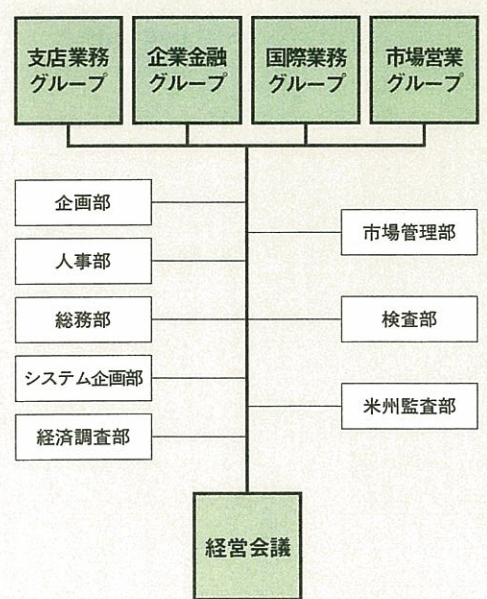 支店業務
グループ
企業金融
グループ
国際業務
グループ
市場営業
グループ
企画部
人事部
総務部
システム企画部
経済調査部
市場管理部
検査部
米州監査部
経営会議